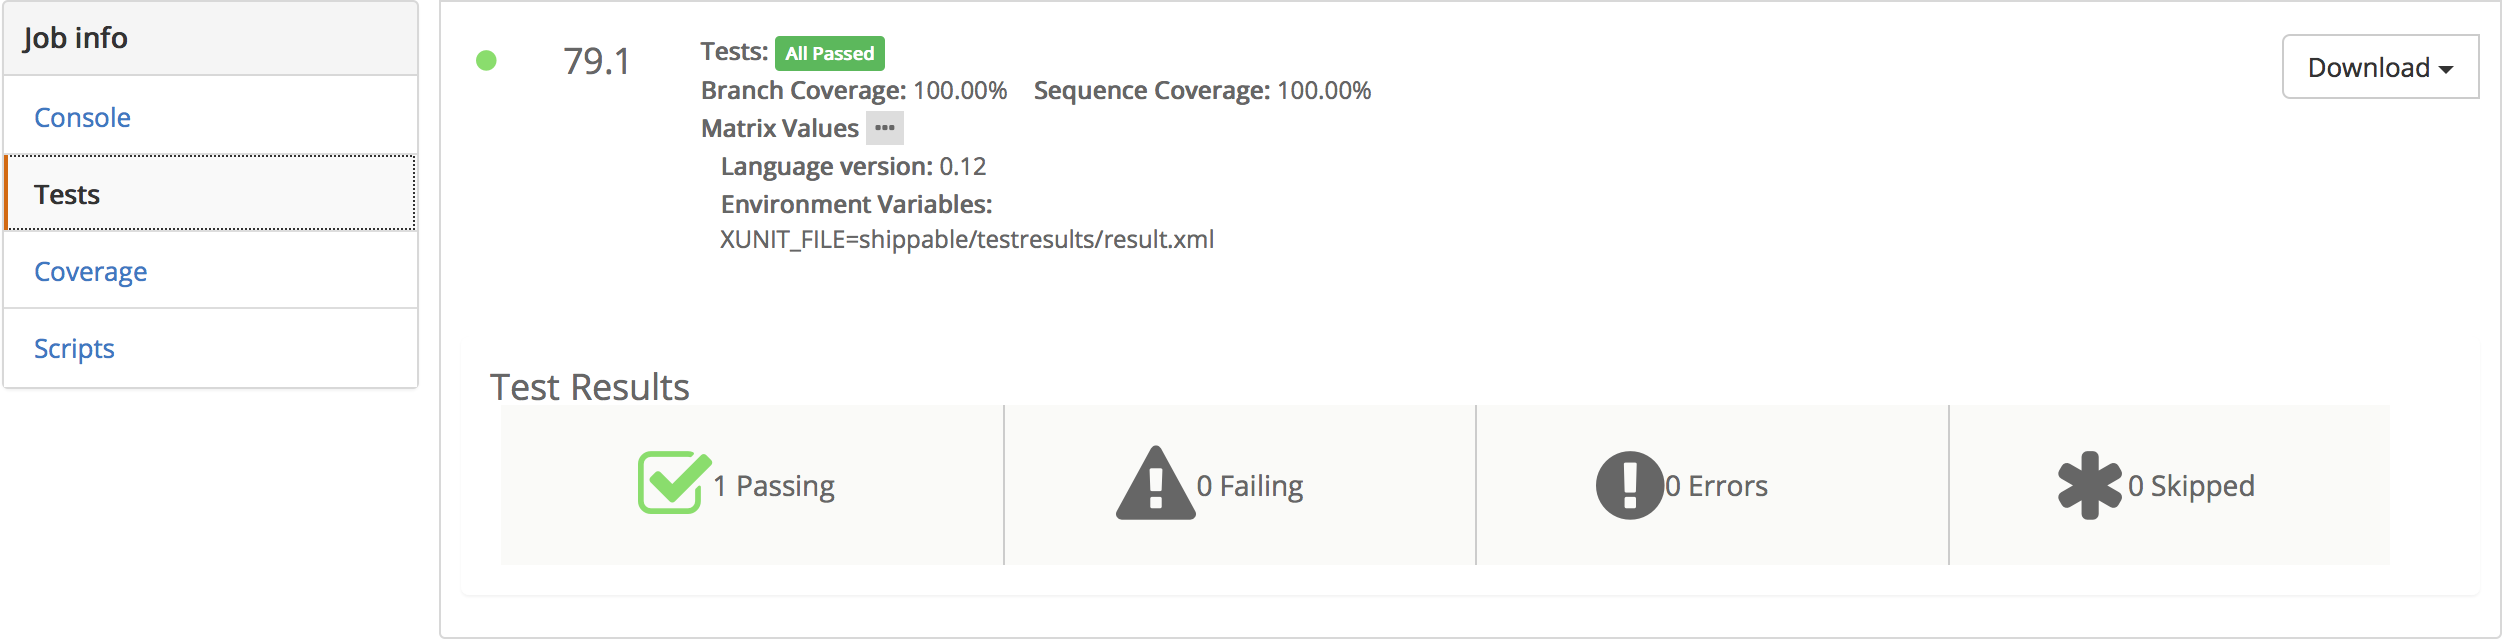 Job info
Console
Tests
Coverage
Scripts
79.1
Tests: All Passed
Branch Coverage: 100.00% Sequence Coverage: 100.00%
Matrix Values •••
Language version: 0.12
Environment Variables:
XUNIT_FILE=shippable/testresults/result.xml
Download
Test Results
1 Passing
0 Failing
0 Errors
0 Skipped